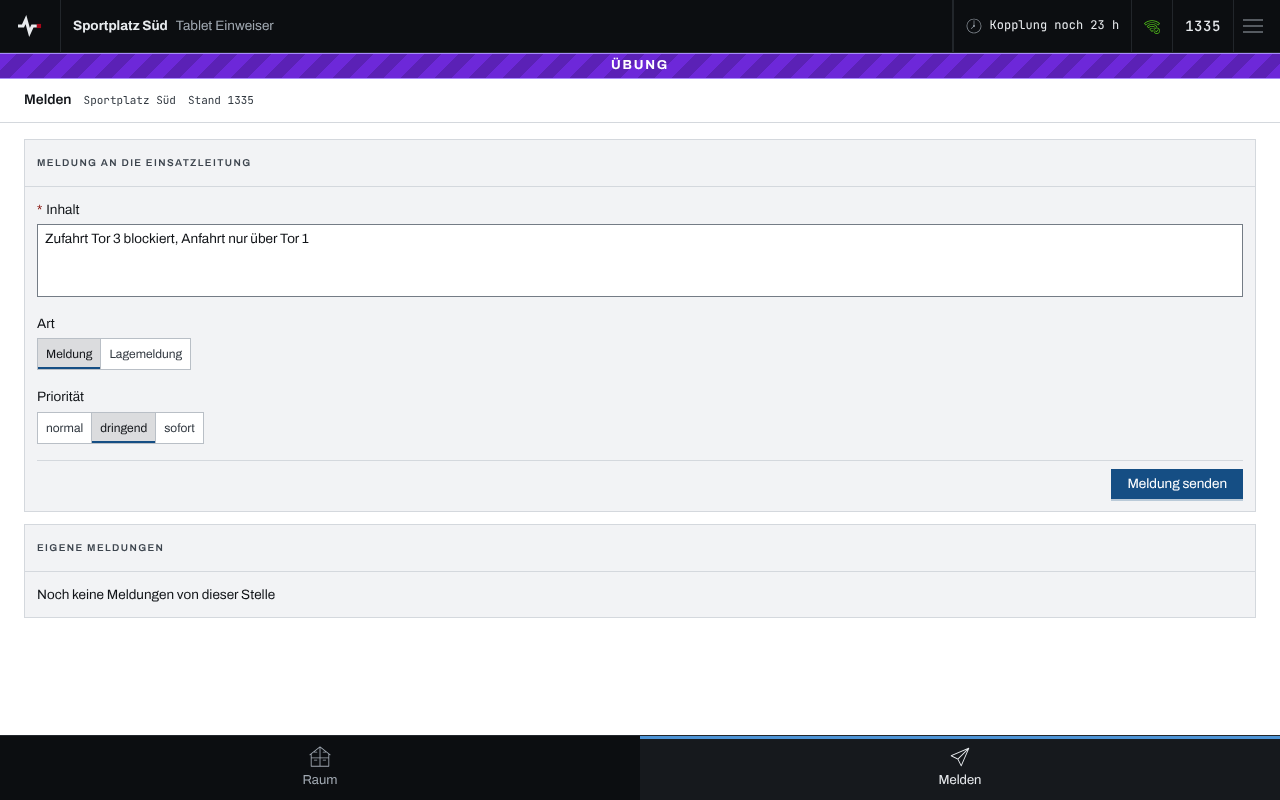 Sportplatz Süd Tablet Einweiser Kopplung noch 23 h 1335
ÜBUNG
Melden Sportplatz Süd Stand 1335
MELDUNG AN DIE EINSATZLEITUNG
* Inhalt
Zufahrt Tor 3 blockiert, Anfahrt nur über Tor 1
Art
Meldung Lagemeldung
Priorität
normal dringend sofort
Meldung senden
EIGENE MELDUNGEN
Noch keine Meldungen von dieser Stelle
Raum Melden